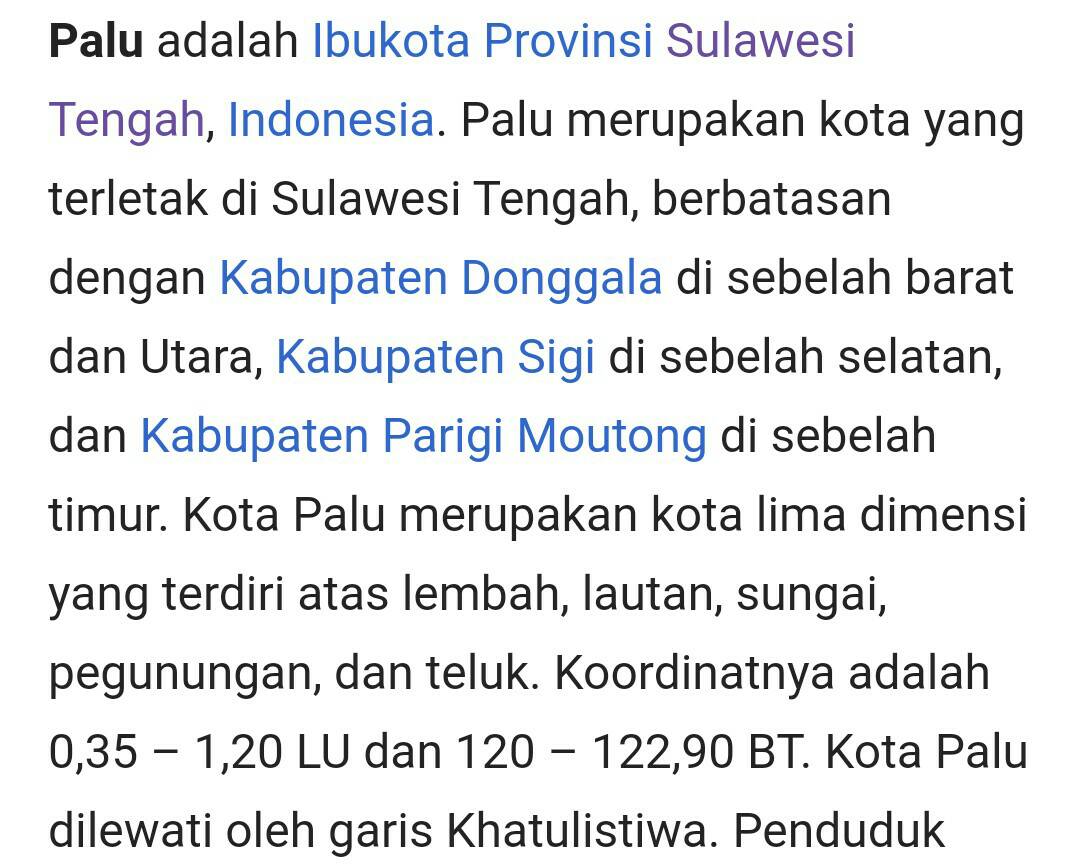 Palu adalah Ibukota Provinsi Sulawesi
Tengah, Indonesia. Palu merupakan kota yang
terletak di Sulawesi Tengah, berbatasan
dengan Kabupaten Donggala di sebelah barat
dan Utara, Kabupaten Sigi di sebelah selatan,
dan Kabupaten Parigi Moutong di sebelah
timur. Kota Palu merupakan kota lima dimensi
yang terdiri atas lembah, lautan, sungai,
pegunungan, dan teluk. Koordinatnya adalah
0,35 – 1,20 LU dan 120 – 122,90 BT. Kota Palu
dilewati oleh garis Khatulistiwa. Penduduk